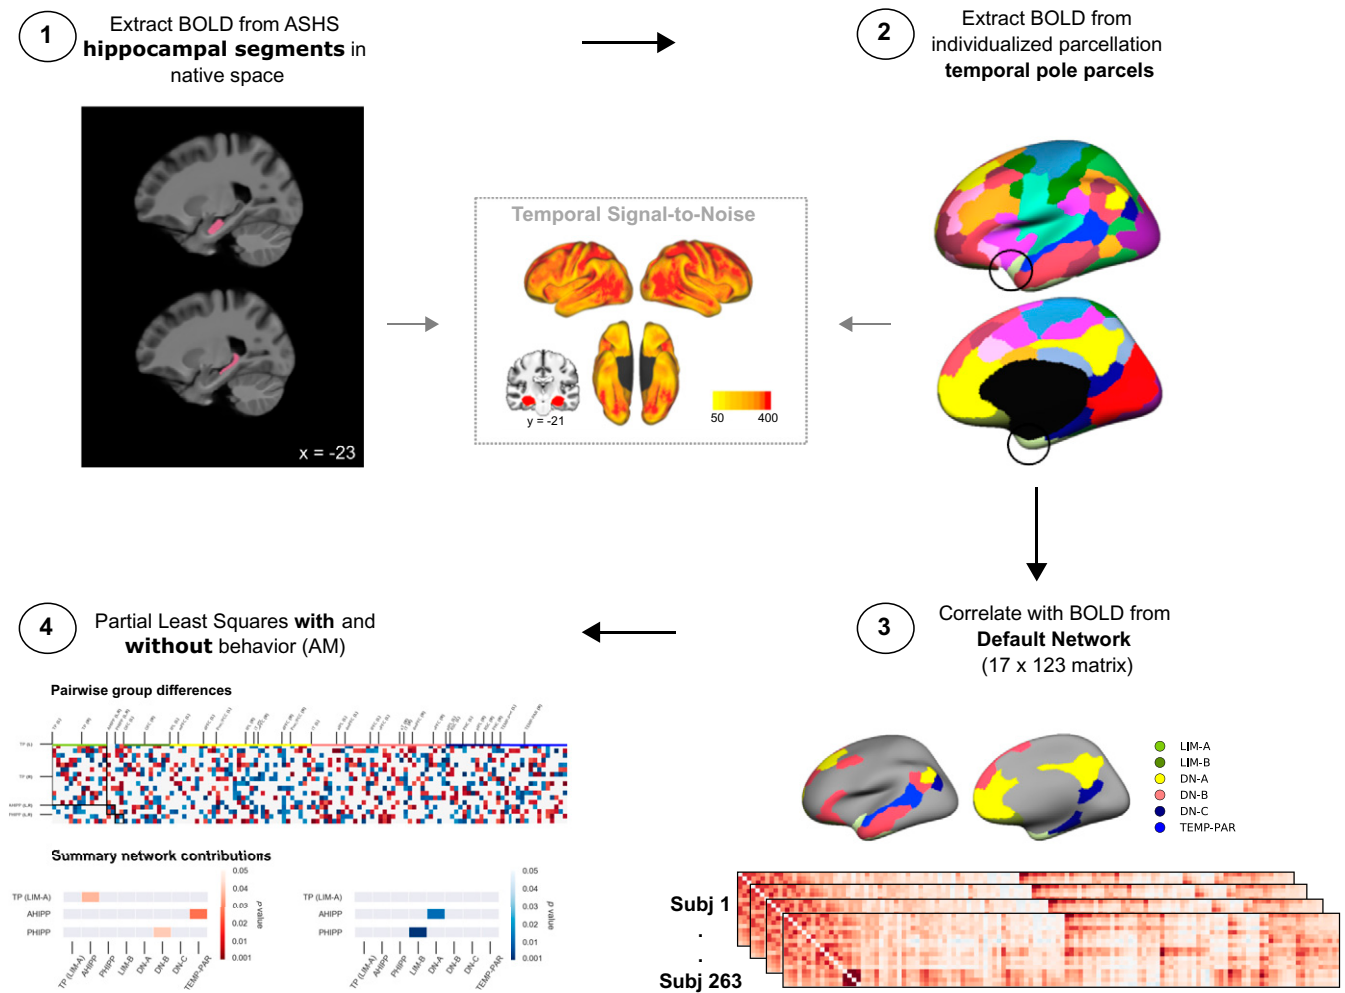 1
Extract BOLD from ASHS
hippocampal segments in
native space
2
Extract BOLD from
individualized parcellation
temporal pole parcels
x = -23
Temporal Signal-to-Noise
y = -21
50
400
4
Partial Least Squares with and
without behavior (AM)
3
Correlate with BOLD from
Default Network
(17 x 123 matrix)
Pairwise group differences
TP (L)
TP (R)
LIM-A
LIM-B
DN-A
DN-B
DN-C
TEMP-PAR
Summary network contributions
TP (LIM-A)
AHIPP
PHIPP
TP (LIM-A)
AHIPP
PHIPP
LIM-B
DN-A
DN-B
DN-C
TEMP-PAR
0.05
0.04
0.03
0.02
0.01
0.001
p value
TP (LIM-A)
AHIPP
PHIPP
TP (LIM-A)
AHIPP
PHIPP
LIM-B
DN-A
DN-B
DN-C
TEMP-PAR
0.05
0.04
0.03
0.02
0.01
0.001
p value
Subj 1
.
.
Subj 263